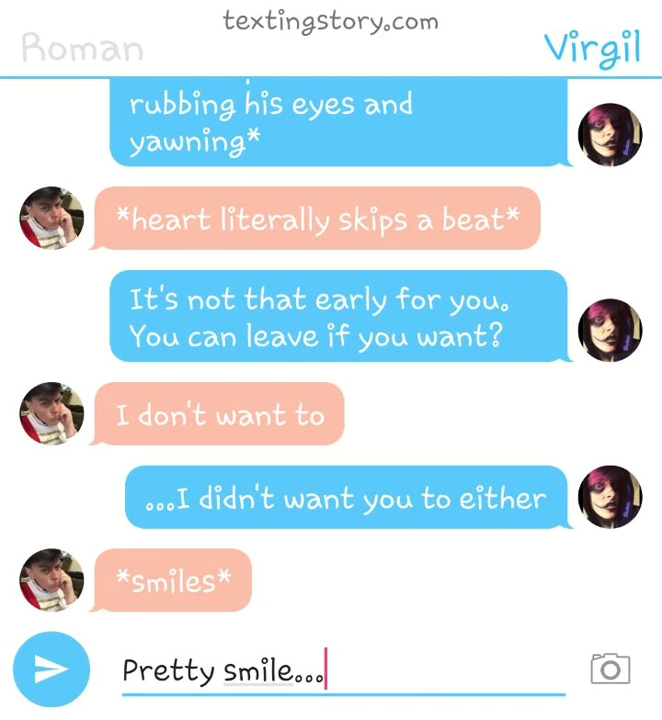 textingstory.com
Roman
Virgil
rubbing his eyes and
yawning*
*heart literally skips a beat*
It's not that early for you.
You can leave if you want?
I don't want to
...I didn't want you to either
*smiles*
Pretty smile...